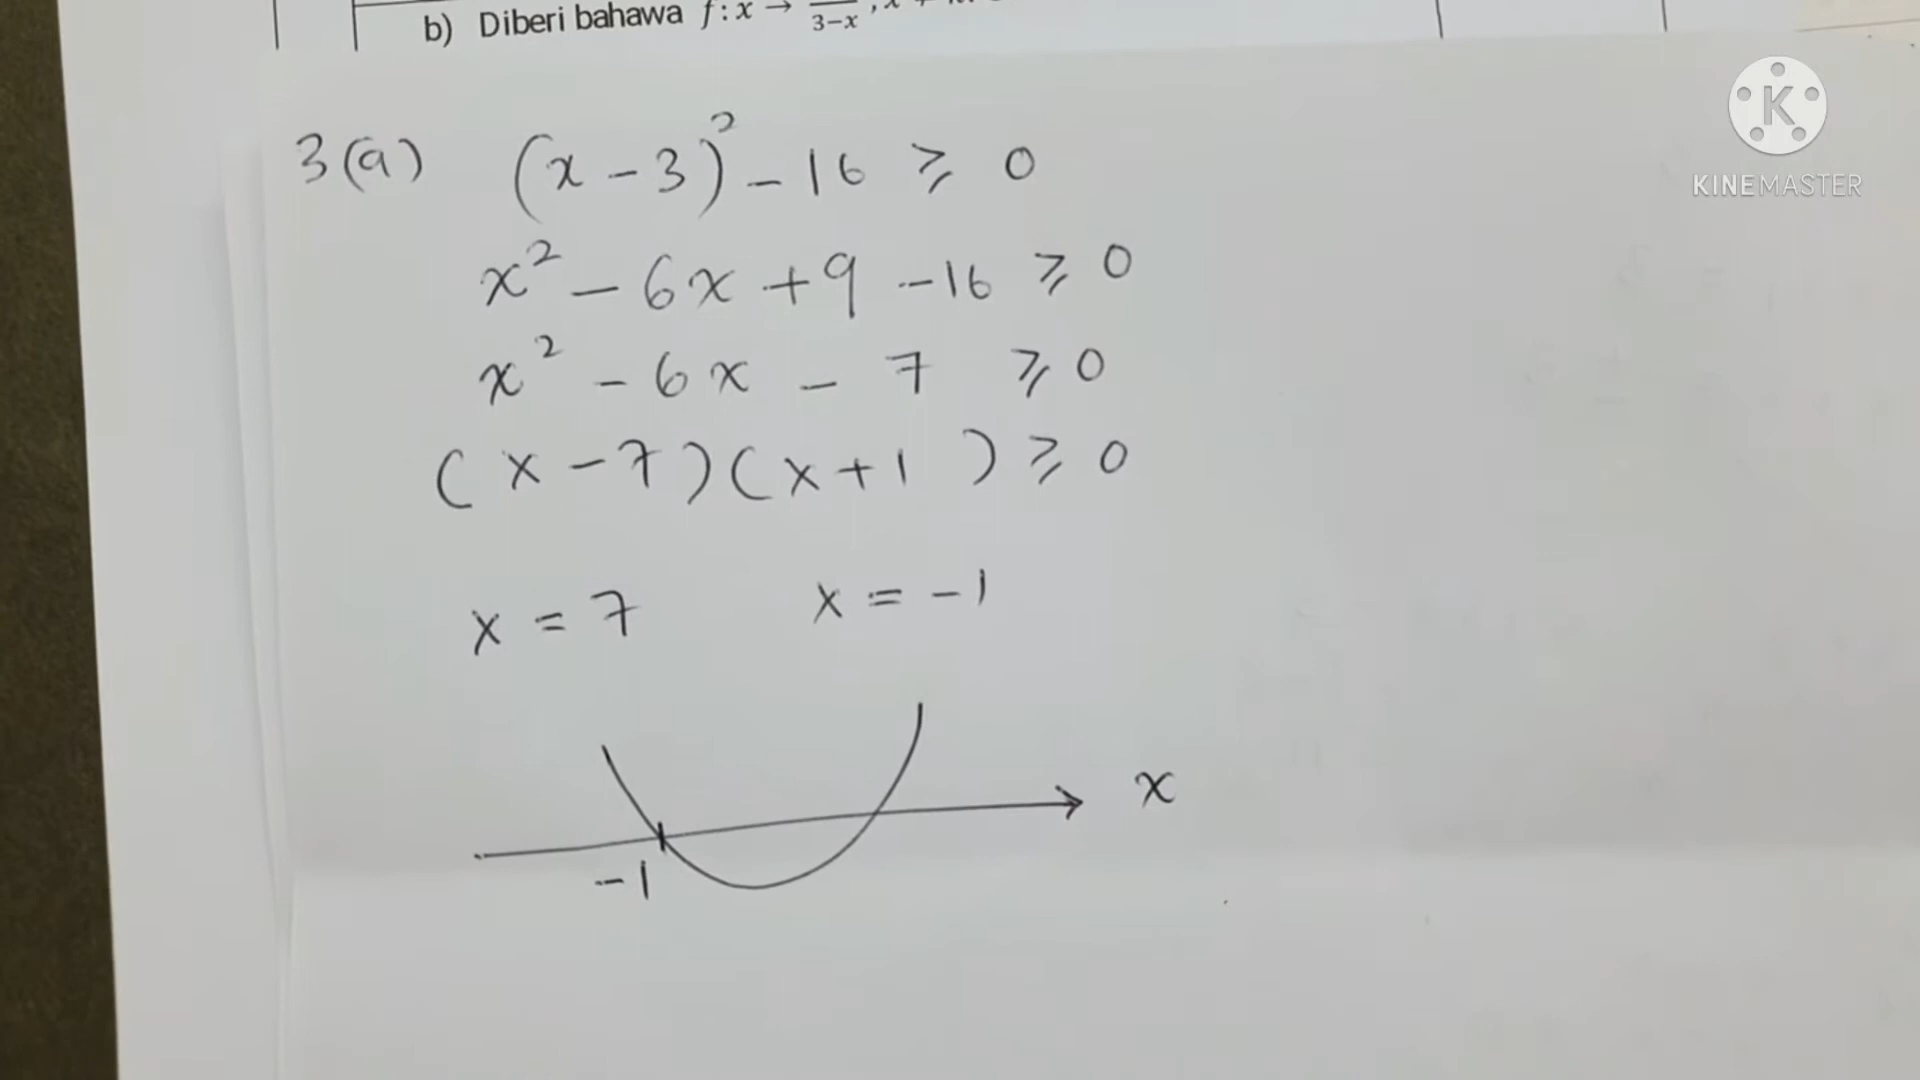 b) Diberi bahawa f : x → 3−x , x
3(a) (x - 3)² - 16 ⩾ 0
x² - 6x + 9 - 16 ⩾ 0
x² - 6x - 7 ⩾ 0
(x - 7)(x + 1) ⩾ 0
x = 7 x = -1
x
-1
K
KINEMASTER